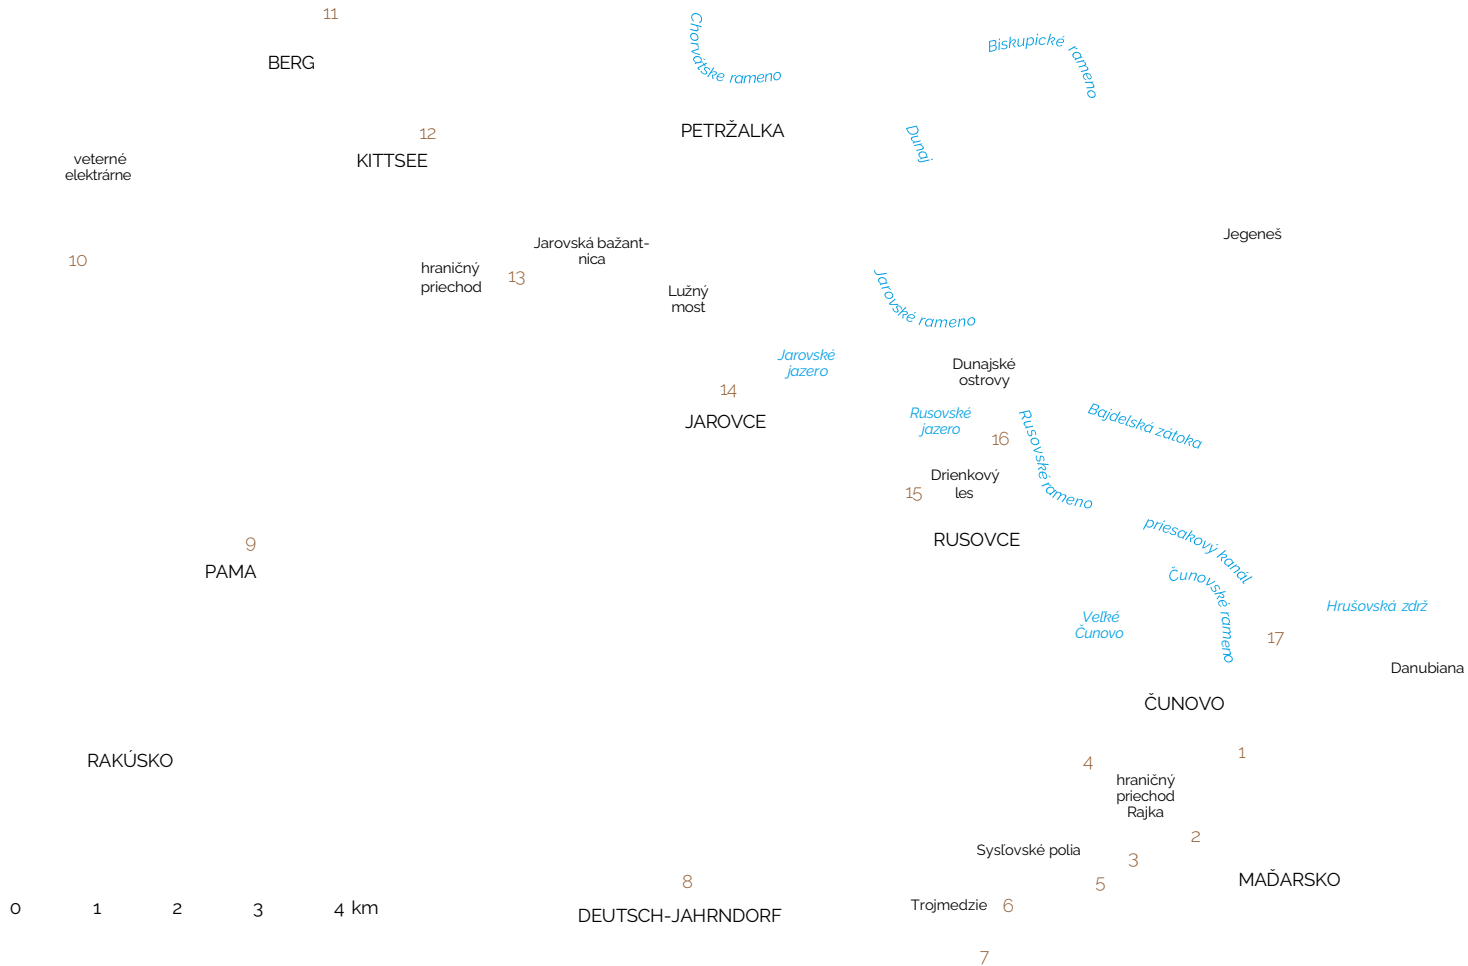 11
Chorvátske rameno
Biskupické rameno
BERG
12
PETRŽALKA
Dunaj
veterné
elektrárne
KITTSEE
Jegeneš
Jarovská bažant-
nica
10
hraničný
priechod
13
Lužný
most
Jarovské rameno
Jarovské
jazero
Dunajské
ostrovy
14
JAROVCE
Rusovské
jazero
16
Rusovské rameno
Bajdelská zátoka
Drienkový
les
15
RUSOVCE
priesakový kanál
9
PAMA
Čunovské rameno
Veľké
Čunovo
Hrušovská zdrž
17
Danubiana
ČUNOVO
RAKÚSKO
1
4
hraničný
priechod
Rajka
2
Sysľovské polia
3
8
5
MAĎARSKO
0 1 2 3 4 km
DEUTSCH-JAHRNDORF
Trojmedzie
6
7